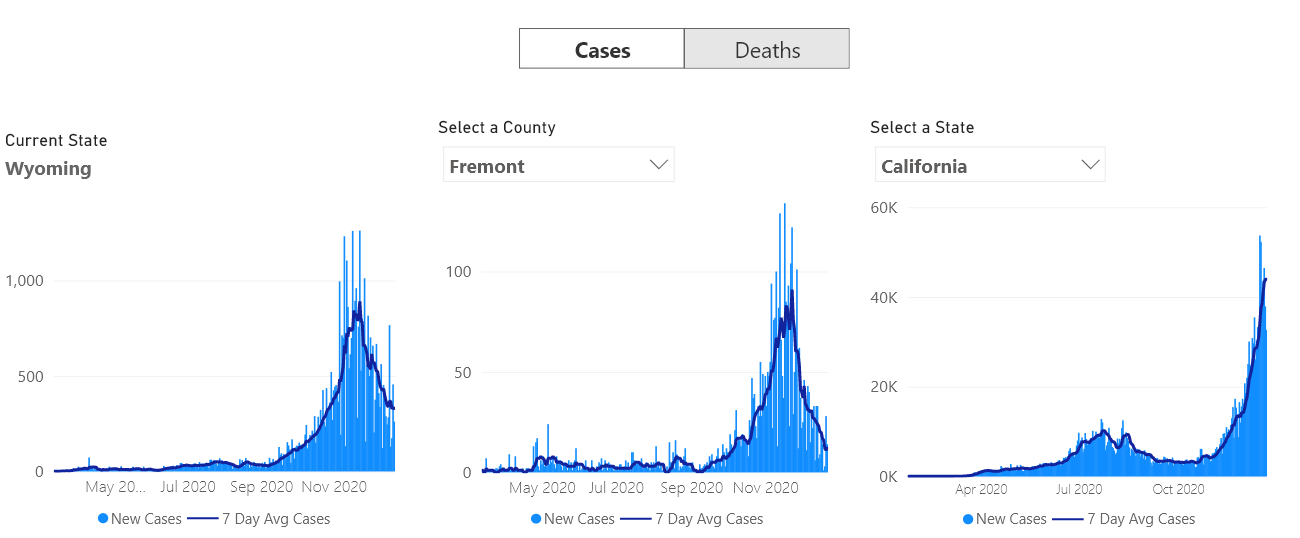 Cases Deaths
Current State
Wyoming
1,000
500
0
May 20... Jul 2020 Sep 2020 Nov 2020
New Cases 7 Day Avg Cases
Select a County
Fremont
100
50
0
May 2020 Jul 2020 Sep 2020 Nov 2020
New Cases 7 Day Avg Cases
Select a State
California
60K
40K
20K
0K
Apr 2020 Jul 2020 Oct 2020
New Cases 7 Day Avg Cases